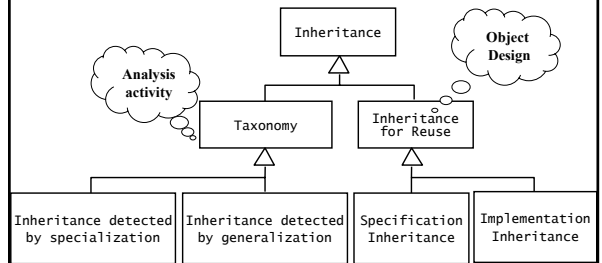 Inheritance
Object
Design
Analysis
activity
Taxonomy
Inheritance
for Reuse
Inheritance detected
by specialization
Inheritance detected
by generalization
Specification
Inheritance
Implementation
Inheritance